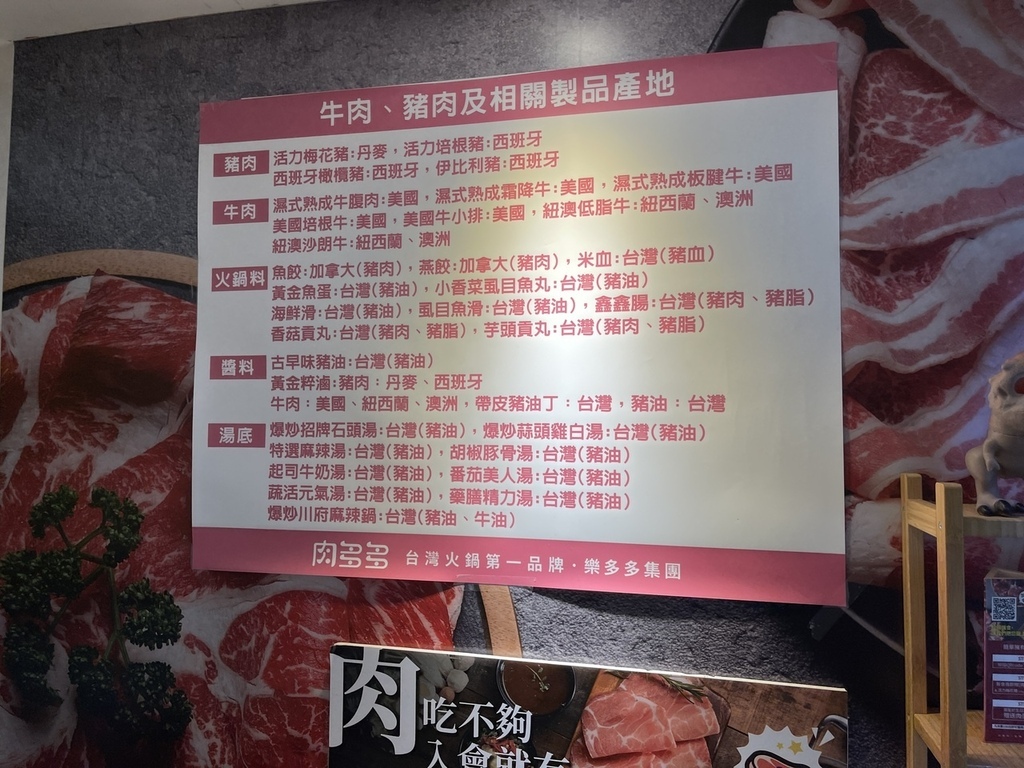 牛肉、豬肉及相關製品產地
豬肉
活力梅花豬:丹麥，活力培根豬:西班牙
西班牙橄欖豬:西班牙，伊比利豬:西班牙
牛肉
濕式熟成牛腹肉:美國，濕式熟成霜降牛:美國，濕式熟成板腱牛:美國
美國培根牛:美國，美國牛小排:美國，紐澳低脂牛:紐西蘭、澳洲
紐澳沙朗牛:紐西蘭、澳洲
火鍋料
魚餃:加拿大(豬肉)，燕餃:加拿大(豬肉)，米血:台灣(豬血)
黃金魚蛋:台灣(豬油)，小香菜虱目魚丸:台灣(豬油)
海鮮滑:台灣(豬油)，虱目魚滑:台灣(豬油)，鑫鑫腸:台灣(豬肉、豬脂)
香菇貢丸:台灣(豬肉、豬脂)，芋頭貢丸:台灣(豬肉、豬脂)
醬料
古早味豬油:台灣(豬油)
黃金粹滷:豬肉：丹麥、西班牙
牛肉：美國、紐西蘭、澳洲，帶皮豬油丁：台灣，豬油：台灣
湯底
爆炒招牌石頭湯:台灣(豬油)，爆炒蒜頭雞白湯:台灣(豬油)
特選麻辣湯:台灣(豬油)，胡椒豚骨湯:台灣(豬油)
起司牛奶湯:台灣(豬油)，番茄美人湯:台灣(豬油)
蔬活元氣湯:台灣(豬油)，藥膳精力湯:台灣(豬油)
爆炒川府麻辣鍋:台灣(豬油、牛油)
肉多多 台灣火鍋第一品牌·樂多多集團
肉
吃不夠
入會就有